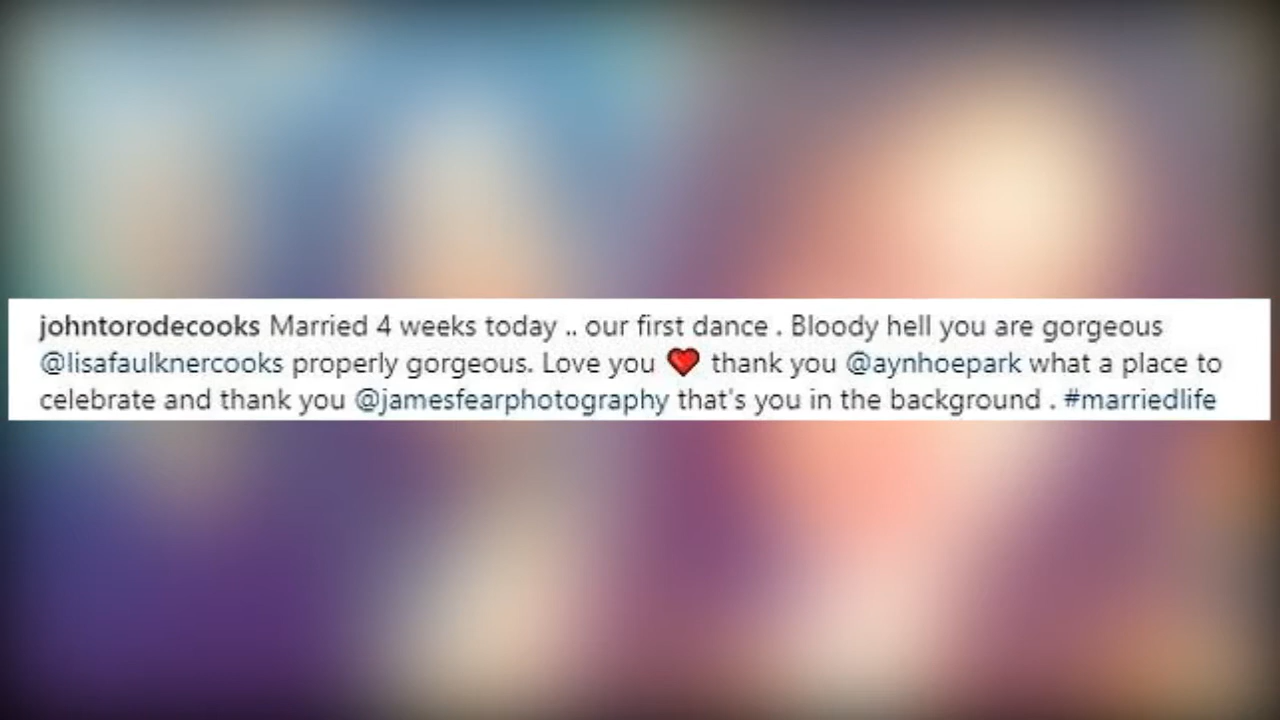 johntorodecooks Married 4 weeks today .. our first dance . Bloody hell you are gorgeous
@lisafaulknercooks properly gorgeous. Love you ❤️ thank you @aynhoepark what a place to
celebrate and thank you @jamesfearphotography that's you in the background . #marriedlife